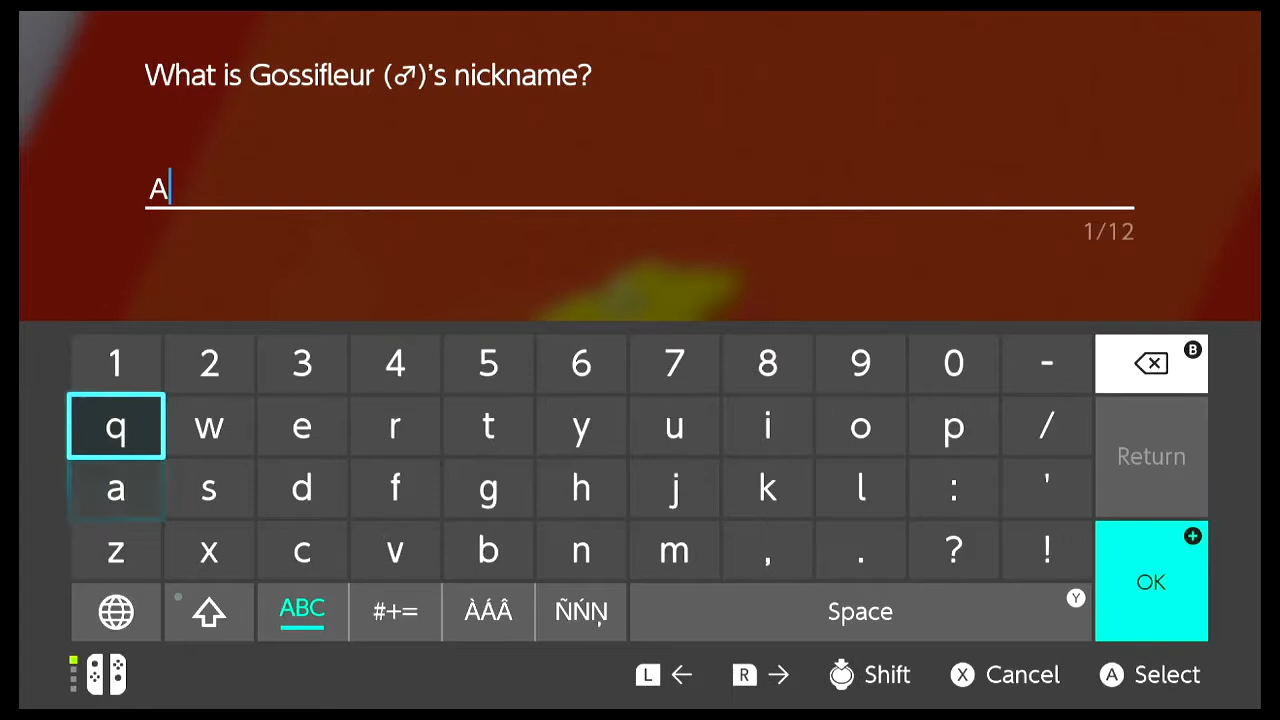 What is Gossifleur (♂)'s nickname?
A
1/12
1 2 3 4 5 6 7 8 9 0 - B
q w e r t y u i o p /
Return
a s d f g h j k l : '
z x c v b n m , . ? ! + OK
ABC #+= ÀÁÂ ÑŃŅ Space Y
L ← R → Shift X Cancel A Select